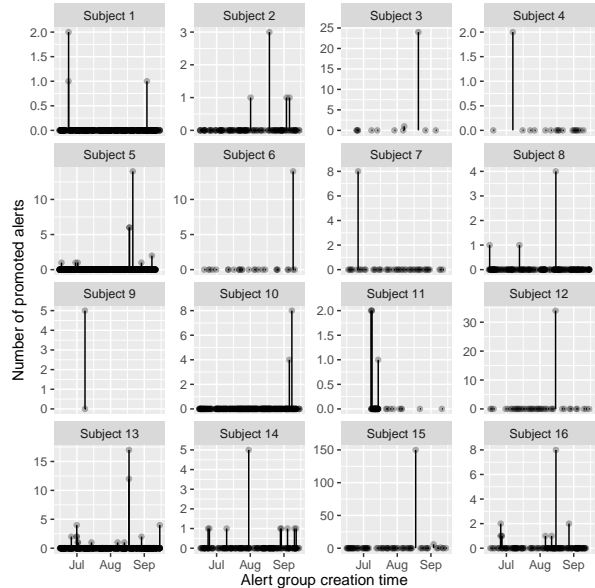 Subject 1 Subject 2 Subject 3 Subject 4
2.0 3 25 2.0
1.5 2 20 1.5
1.0 1 15 1.0
0.5 0 10 0.5
0.0 5 0.0
0
Subject 5 Subject 6 Subject 7 Subject 8
10 10 8 4
5 5 6 3
0 0 4 2
2 1
0 0
Number of promoted alerts
Subject 9 Subject 10 Subject 11 Subject 12
5 8 2.0 30
4 6 1.5 20
3 4 1.0 10
2 2 0.5 0
1 0 0.0
0
Subject 13 Subject 14 Subject 15 Subject 16
15 5 150 8
10 4 100 6
5 3 50 4
0 2 0 2
1 0
0
Jul Aug Sep Jul Aug Sep Jul Aug Sep Jul Aug Sep
Alert group creation time